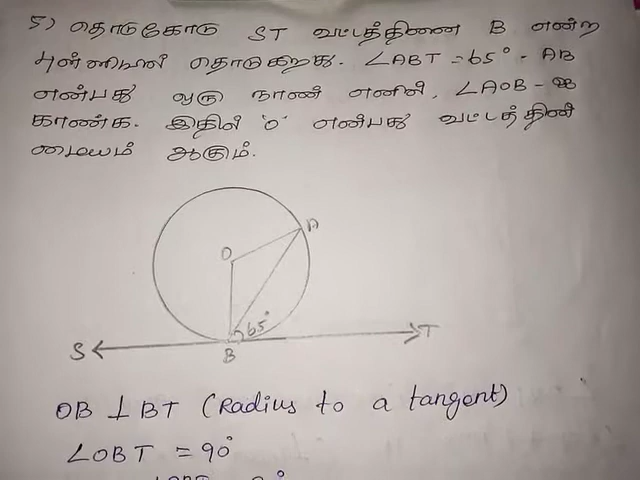 5) தொடுகோடு ST வட்டத்தினை B என்ற
புள்ளியில் தொடுகிறது. ∠ABT = 65° - AB
என்பது ஒரு நாண் எனில், ∠AOB - ஐ
காண்க. இதில் 'O' என்பது வட்டத்தின்
மையம் ஆகும்.
A
O
65°
S
B
T
OB ⊥ BT (Radius to a tangent)
∠OBT = 90°